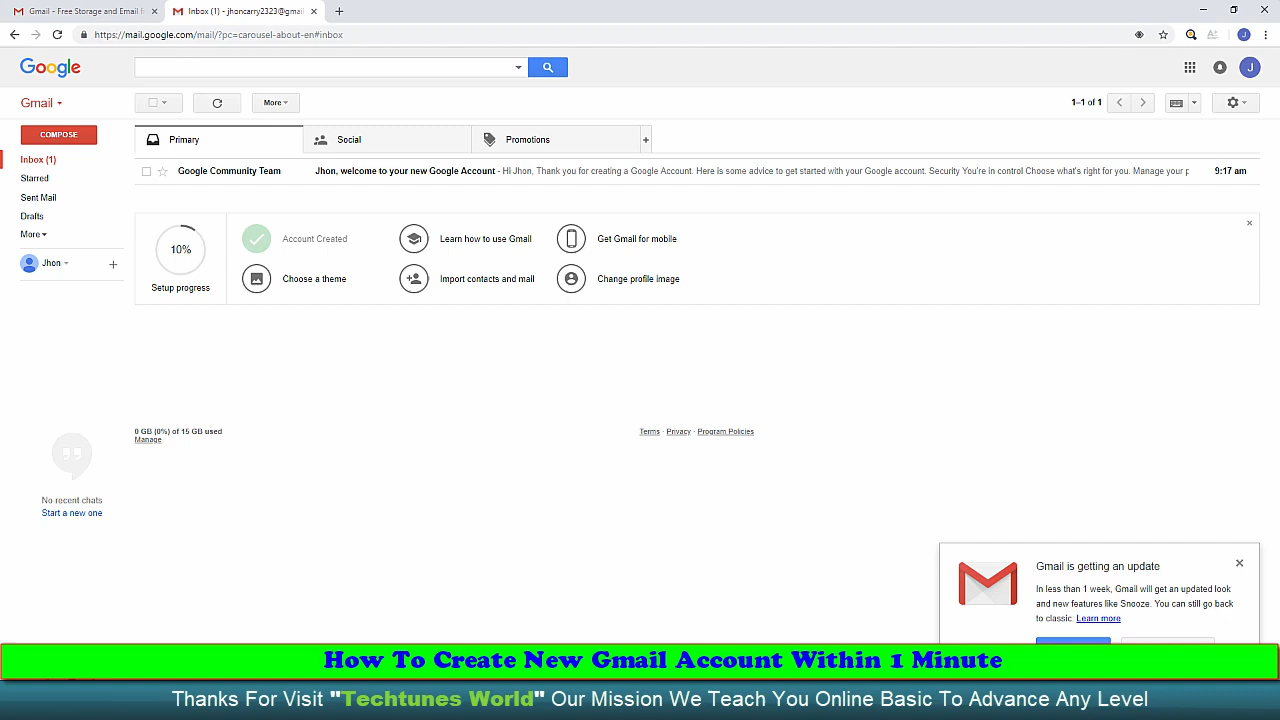 Gmail - Free Storage and Email f
Inbox (1) - jhoncarry2323@gmai
https://mail.google.com/mail/?pc=carousel-about-en#inbox
J
Google
J
Gmail
More
1–1 of 1
COMPOSE
Primary
Social
Promotions
Inbox (1)
Google Community Team
Jhon, welcome to your new Google Account - Hi Jhon, Thank you for creating a Google Account. Here is some advice to get started with your Google account. Security You're in control Choose what's right for you. Manage your p
9:17 am
Starred
Sent Mail
Drafts
More
Jhon
10%
Setup progress
Account Created
Learn how to use Gmail
Get Gmail for mobile
Choose a theme
Import contacts and mail
Change profile image
0 GB (0%) of 15 GB used
Manage
Terms - Privacy - Program Policies
No recent chats
Start a new one
Gmail is getting an update
In less than 1 week, Gmail will get an updated look
and new features like Snooze. You can still go back
to classic. Learn more
How To Create New Gmail Account Within 1 Minute
Thanks For Visit "Techtunes World" Our Mission We Teach You Online Basic To Advance Any Level